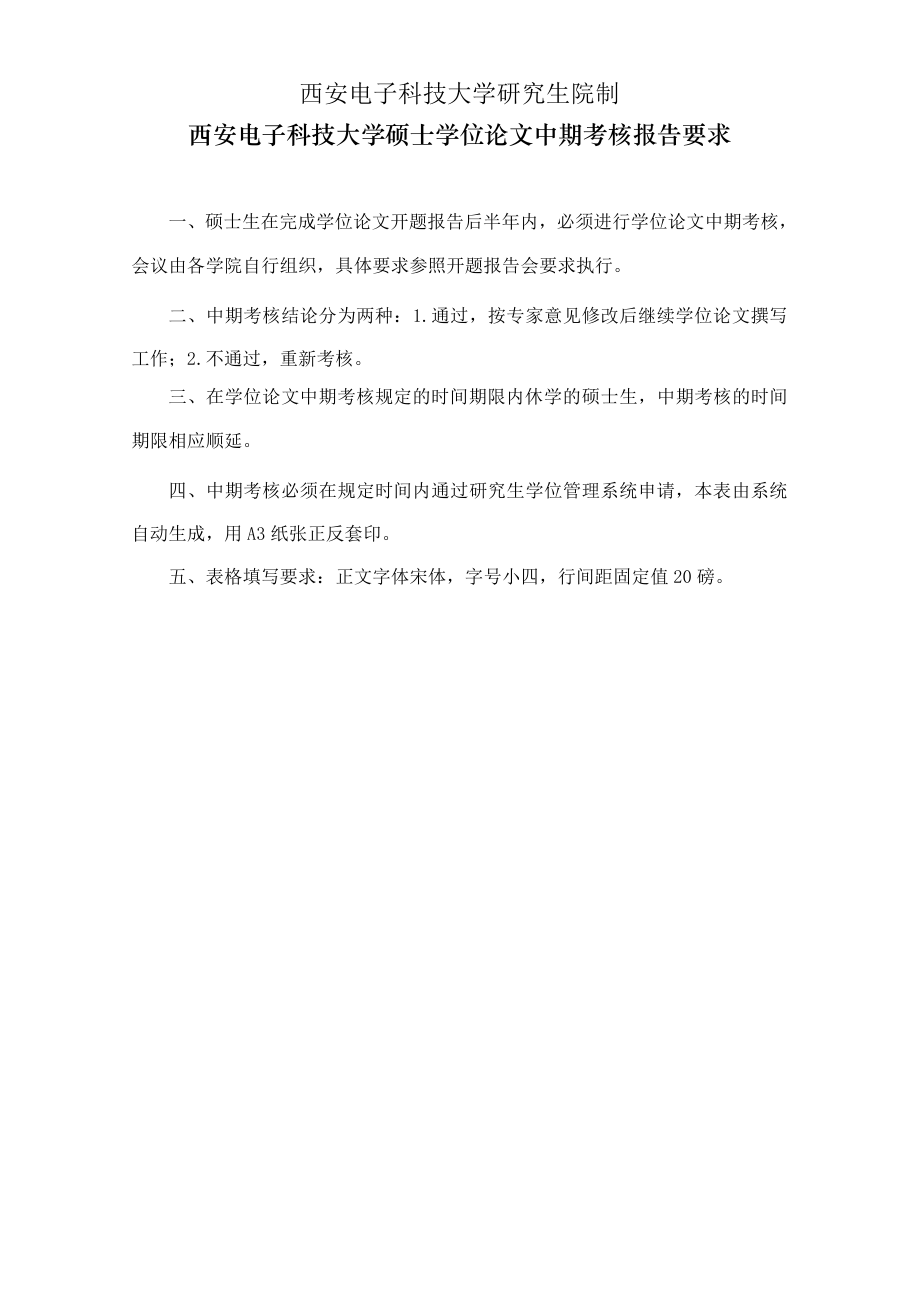 西安电子科技大学研究生院制
西安电子科技大学硕士学位论文中期考核报告要求
一、硕士生在完成学位论文开题报告后半年内，必须进行学位论文中期考核，
会议由各学院自行组织，具体要求参照开题报告会要求执行。
二、中期考核结论分为两种：1.通过，按专家意见修改后继续学位论文撰写
工作；2.不通过，重新考核。
三、在学位论文中期考核规定的时间期限内休学的硕士生，中期考核的时间
期限相应顺延。
四、中期考核必须在规定时间内通过研究生学位管理系统申请，本表由系统
自动生成，用 A3 纸张正反套印。
五、表格填写要求：正文字体宋体，字号小四，行间距固定值 20 磅。